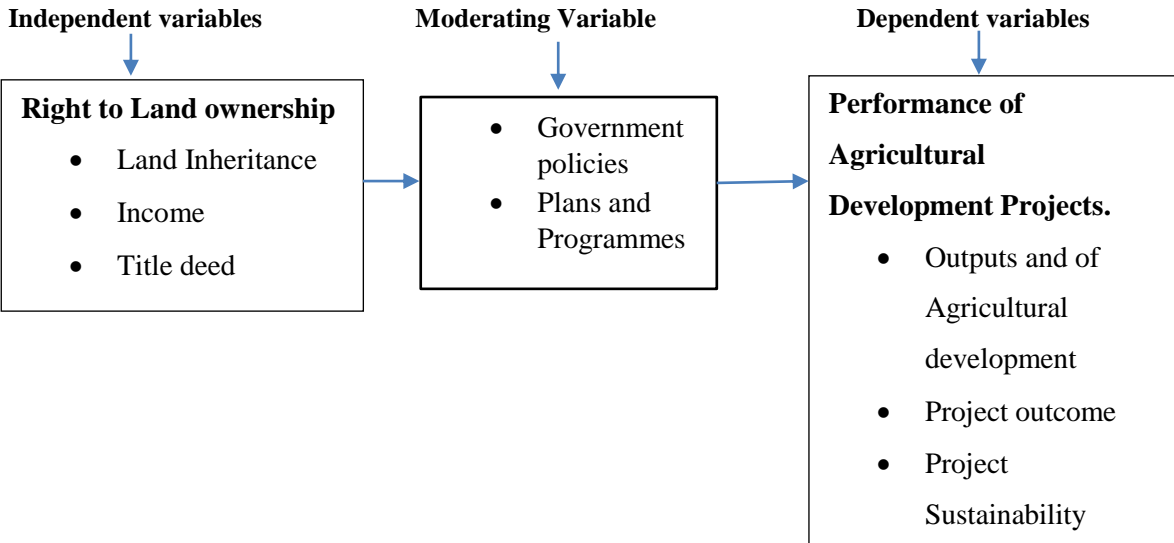 Independent variables
Moderating Variable
Dependent variables
Right to Land ownership
• Land Inheritance
• Income
• Title deed
• Government
policies
• Plans and
Programmes
Performance of
Agricultural
Development Projects.
• Outputs and of
Agricultural
development
• Project outcome
• Project
Sustainability